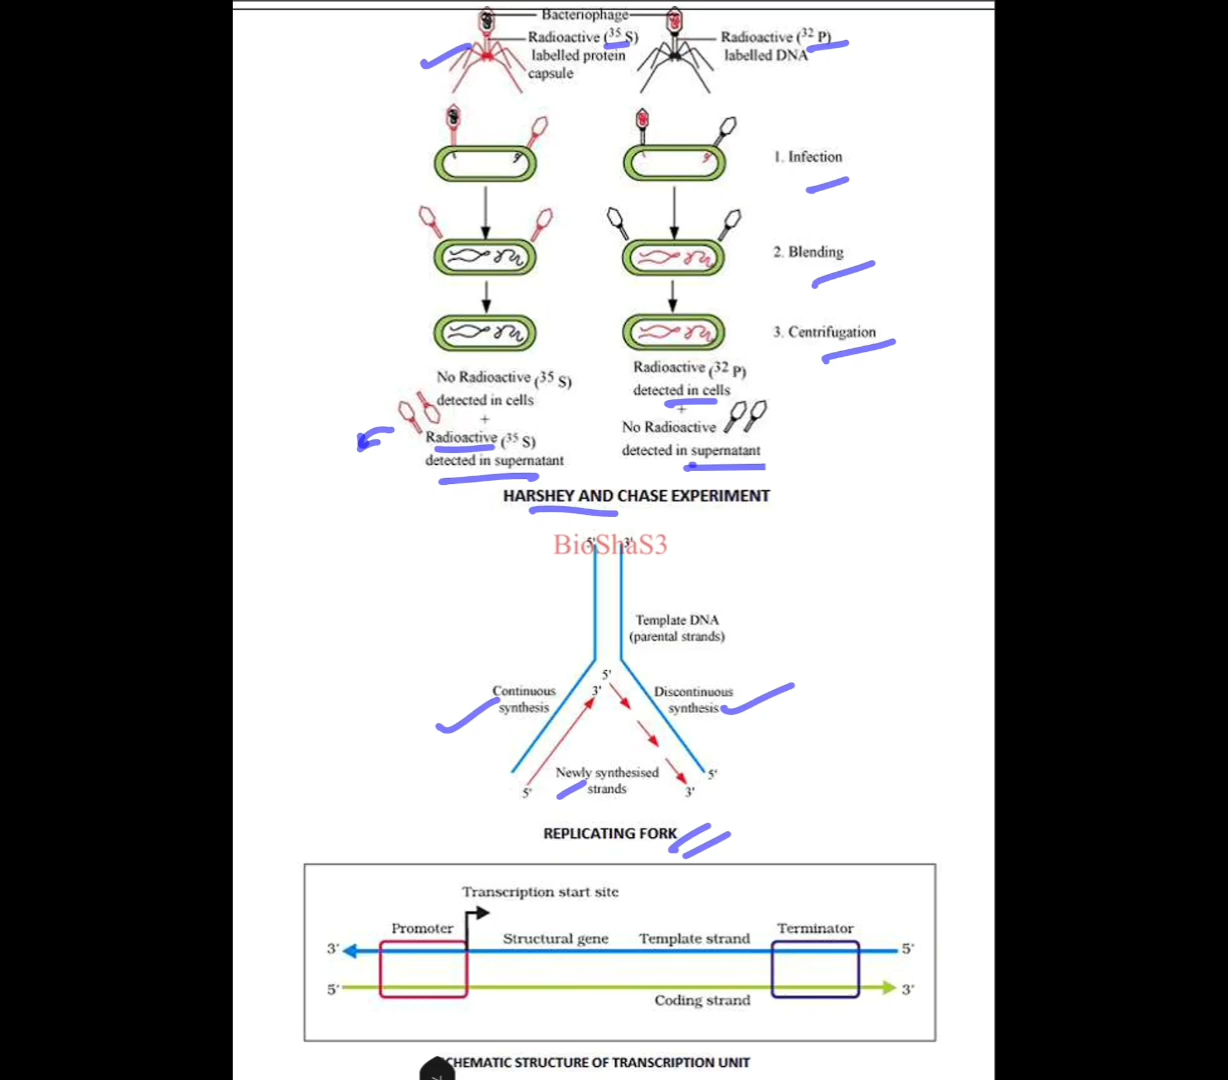 Bacteriophage
Radioactive (35 S)
labelled protein
capsule
Radioactive (32 P)
labelled DNA
1. Infection
2. Blending
3. Centrifugation
No Radioactive (35 S)
detected in cells
+
Radioactive (35 S)
detected in supernatant
Radioactive (32 P)
detected in cells
+
No Radioactive
detected in supernatant
HARSHEY AND CHASE EXPERIMENT
BioShaS3
5' 3'
Template DNA
(parental strands)
5'
3'
Continuous
synthesis
Discontinuous
synthesis
Newly synthesised
strands
5'
5'
3'
REPLICATING FORK
Transcription start site
Promoter
Terminator
Structural gene
Template strand
3' 5'
5' 3'
Coding strand
CHEMATIC STRUCTURE OF TRANSCRIPTION UNIT